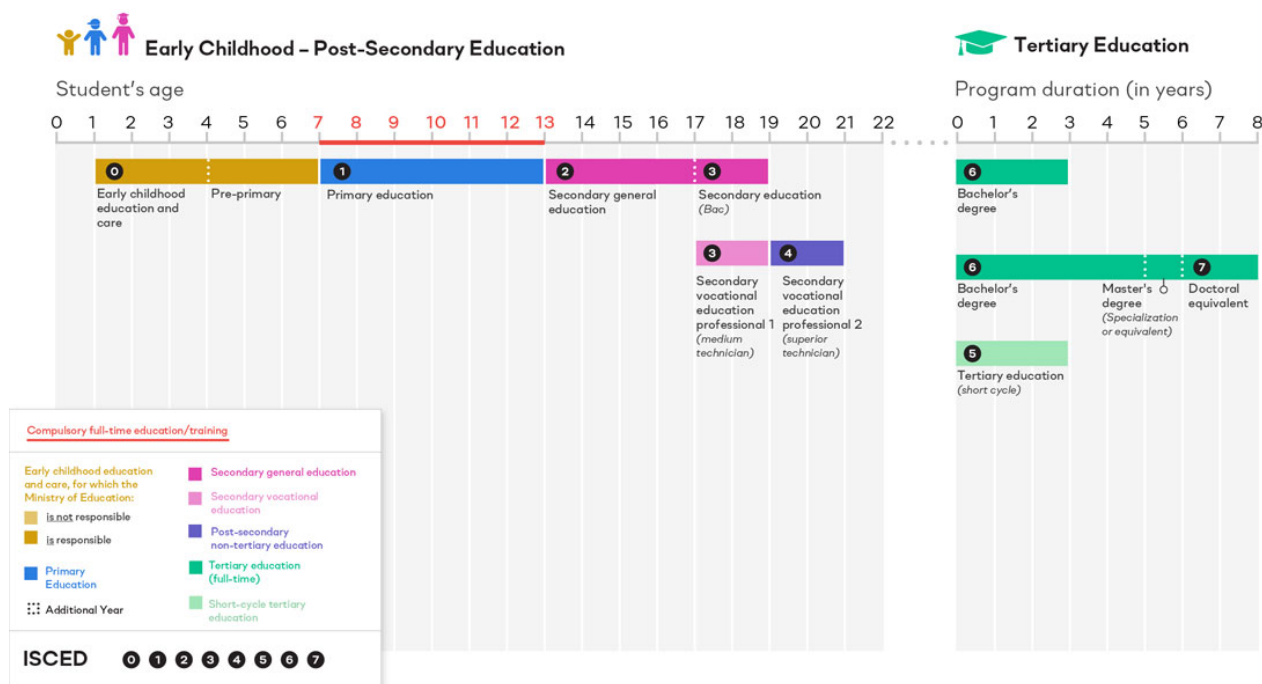 Early Childhood – Post-Secondary Education
Student's age
0 1 2 3 4 5 6 7 8 9 10 11 12 13 14 15 16 17 18 19 20 21 22
0
Early childhood
education and
care
Pre-primary
1
Primary education
2
Secondary general
education
3
Secondary education
(Bac)
3
Secondary
vocational
education
professional 1
(medium
technician)
4
Secondary
vocational
education
professional 2
(superior
technician)
Tertiary Education
Program duration (in years)
0 1 2 3 4 5 6 7 8
6
Bachelor's
degree
6
Bachelor's
degree
Master's
degree
(Specialization
or equivalent)
7
Doctoral
equivalent
5
Tertiary education
(short cycle)
Compulsory full-time education/training
Early childhood education
and care, for which the
Ministry of Education:
is not responsible
is responsible
Primary
Education
Additional Year
Secondary general education
Secondary vocational
education
Post-secondary
non-tertiary education
Tertiary education
(full-time)
Short-cycle tertiary
education
ISCED 0 1 2 3 4 5 6 7